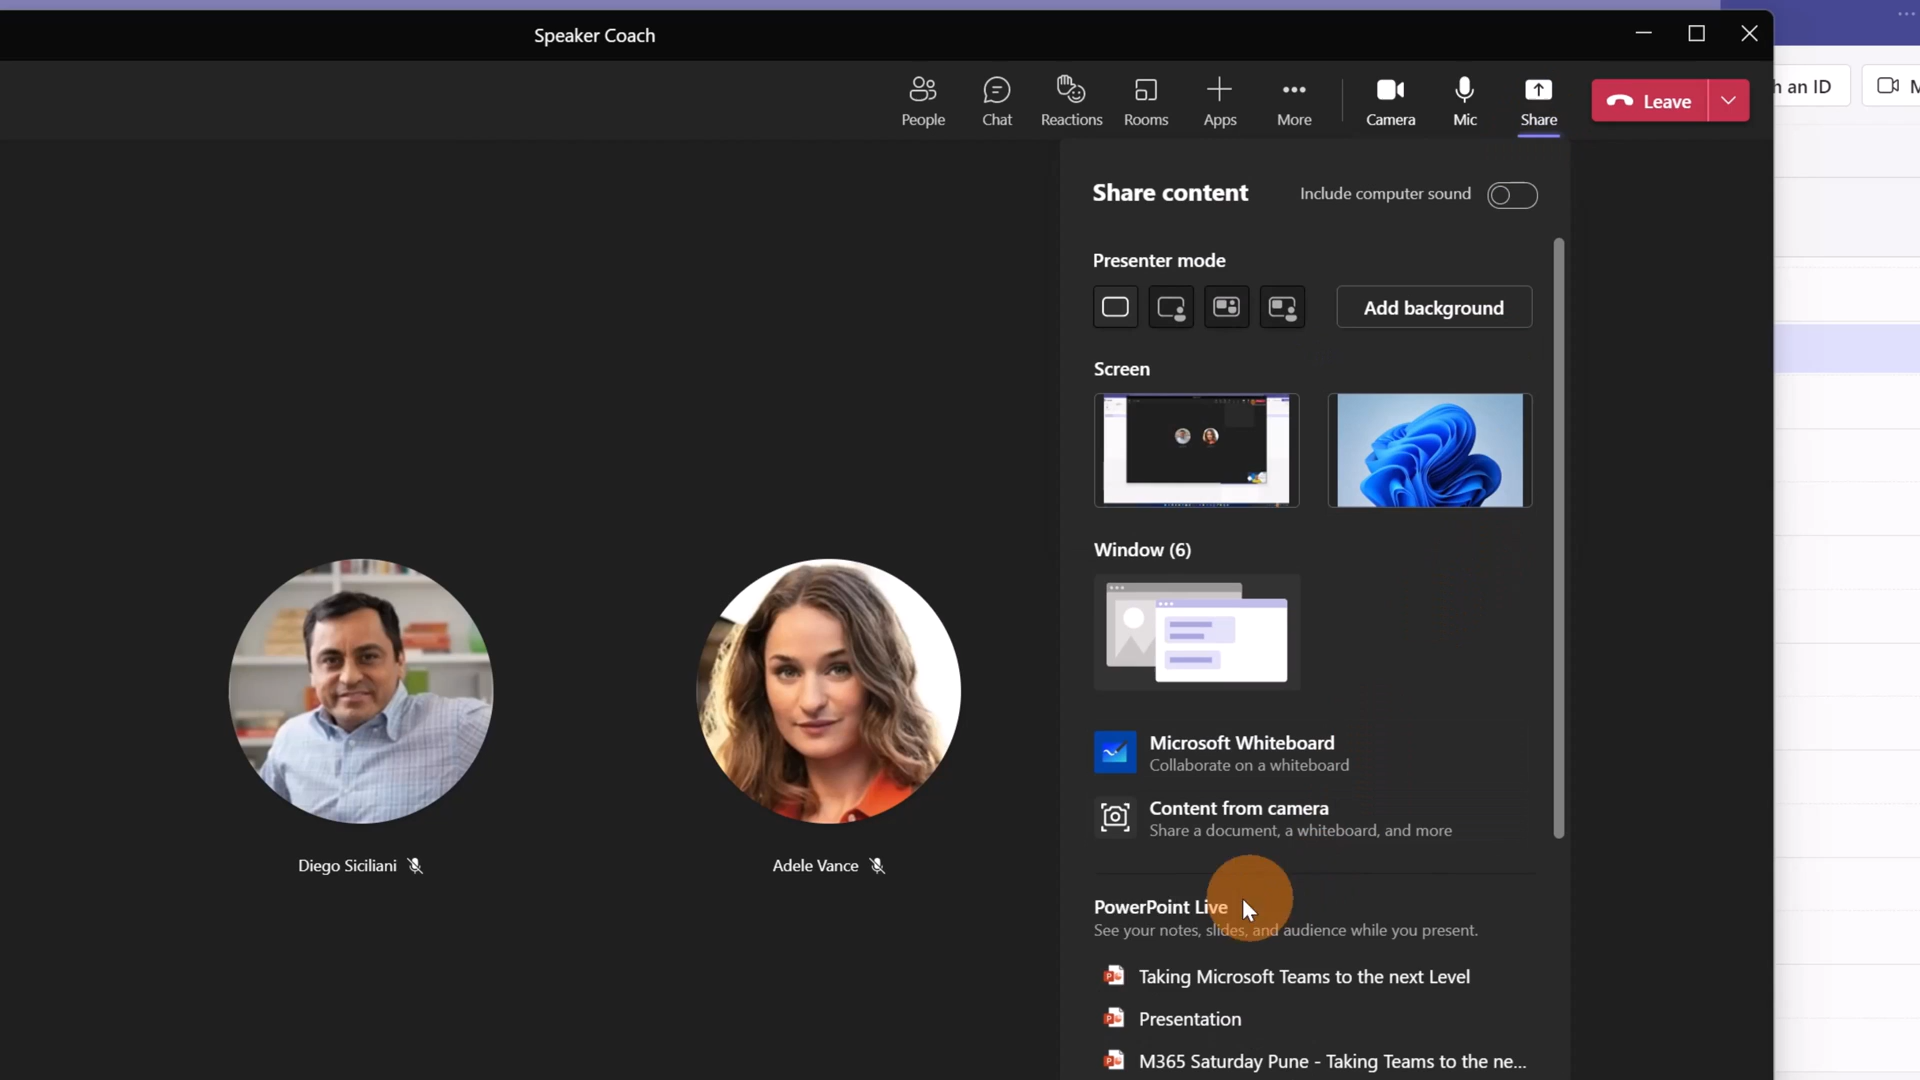 Speaker Coach
People
Chat
Reactions
Rooms
Apps
More
Camera
Mic
Share
Leave
h an ID
M
Share content
Include computer sound
Presenter mode
Add background
Screen
Window (6)
Microsoft Whiteboard
Collaborate on a whiteboard
Content from camera
Share a document, a whiteboard, and more
Diego Siciliani
Adele Vance
PowerPoint Live
See your notes, slides, and audience while you present.
Taking Microsoft Teams to the next Level
Presentation
M365 Saturday Pune - Taking Teams to the ne...